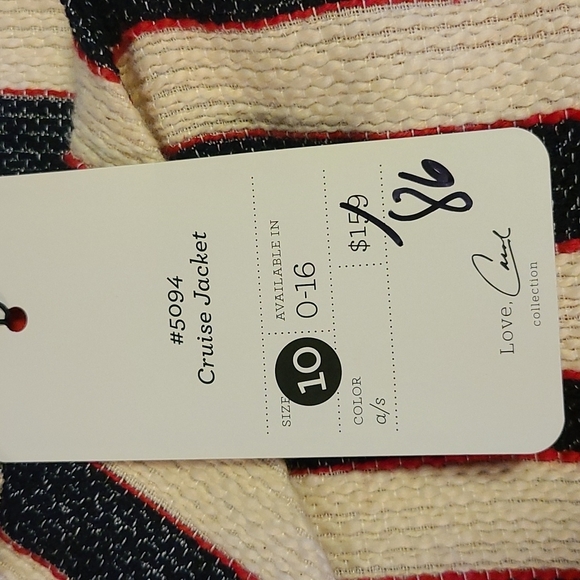 #5094
Cruise Jacket
SIZE 10
AVAILABLE IN
0-16
COLOR
a/s
$159
86
Love, Carol
collection